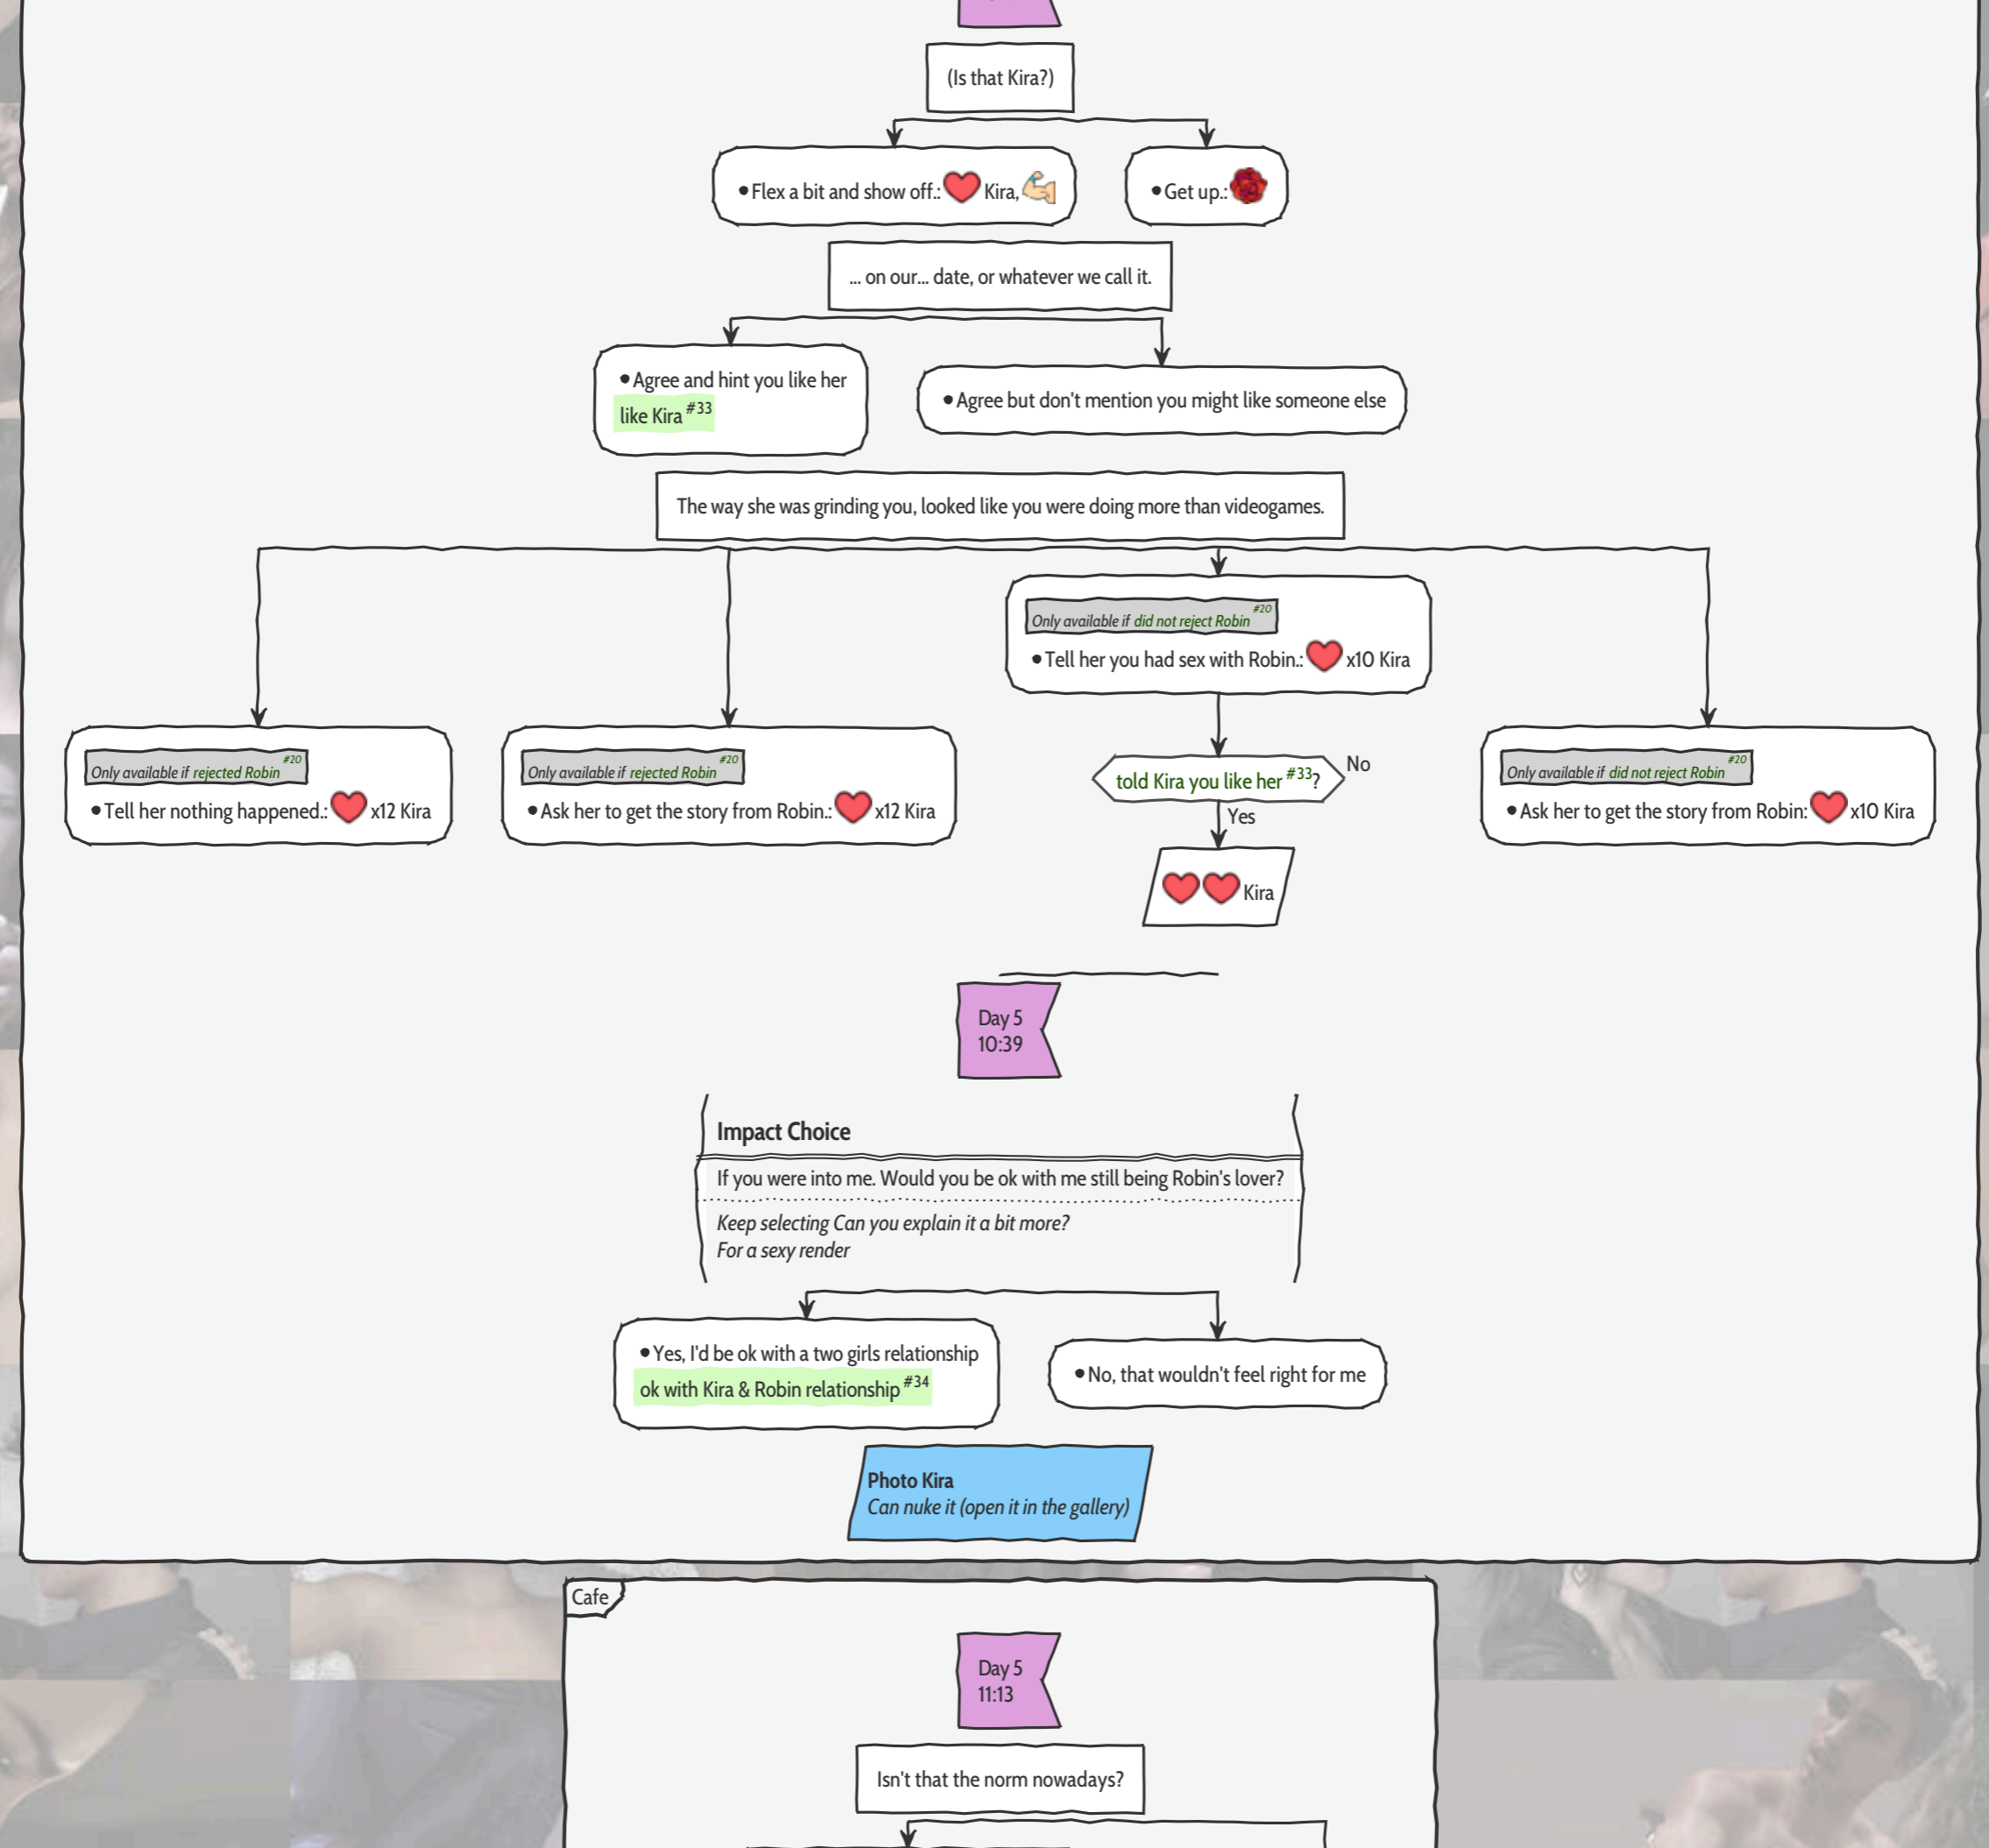 (Is that Kira?)
•Flex a bit and show off.: Kira,
•Get up.:
... on our... date, or whatever we call it.
•Agree and hint you like her
like Kira #33
•Agree but don't mention you might like someone else
The way she was grinding you, looked like you were doing more than videogames.
Only available if did not reject Robin #20
•Tell her you had sex with Robin.: x10 Kira
Only available if rejected Robin #20
•Tell her nothing happened.: x12 Kira
Only available if rejected Robin #20
•Ask her to get the story from Robin.: x12 Kira
told Kira you like her #33?
No
Yes
Only available if did not reject Robin #20
•Ask her to get the story from Robin: x10 Kira
Kira
Day 5
10:39
Impact Choice
If you were into me. Would you be ok with me still being Robin's lover?
Keep selecting Can you explain it a bit more?
For a sexy render
•Yes, I'd be ok with a two girls relationship
ok with Kira & Robin relationship #34
•No, that wouldn't feel right for me
Photo Kira
Can nuke it (open it in the gallery)
Cafe
Day 5
11:13
Isn't that the norm nowadays?